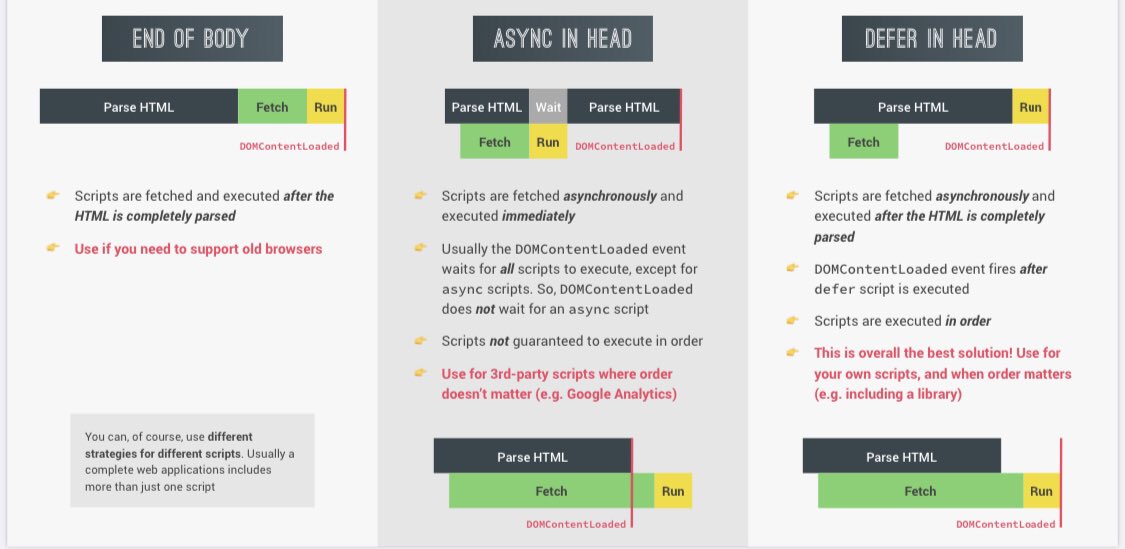 END OF BODY
Parse HTML
Fetch
Run
DOMContentLoaded
Scripts are fetched and executed after the
HTML is completely parsed
Use if you need to support old browsers
You can, of course, use different
strategies for different scripts. Usually a
complete web applications includes
more than just one script
ASYNC IN HEAD
Parse HTML
Wait
Parse HTML
Fetch
Run
DOMContentLoaded
Scripts are fetched asynchronously and
executed immediately
Usually the DOMContentLoaded event
waits for all scripts to execute, except for
async scripts. So, DOMContentLoaded
does not wait for an async script
Scripts not guaranteed to execute in order
Use for 3rd-party scripts where order
doesn't matter (e.g. Google Analytics)
Parse HTML
Fetch
Run
DOMContentLoaded
DEFER IN HEAD
Parse HTML
Run
Fetch
DOMContentLoaded
Scripts are fetched asynchronously and
executed after the HTML is completely
parsed
DOMContentLoaded event fires after
defer script is executed
Scripts are executed in order
This is overall the best solution! Use for
your own scripts, and when order matters
(e.g. including a library)
Parse HTML
Fetch
Run
DOMContentLoaded